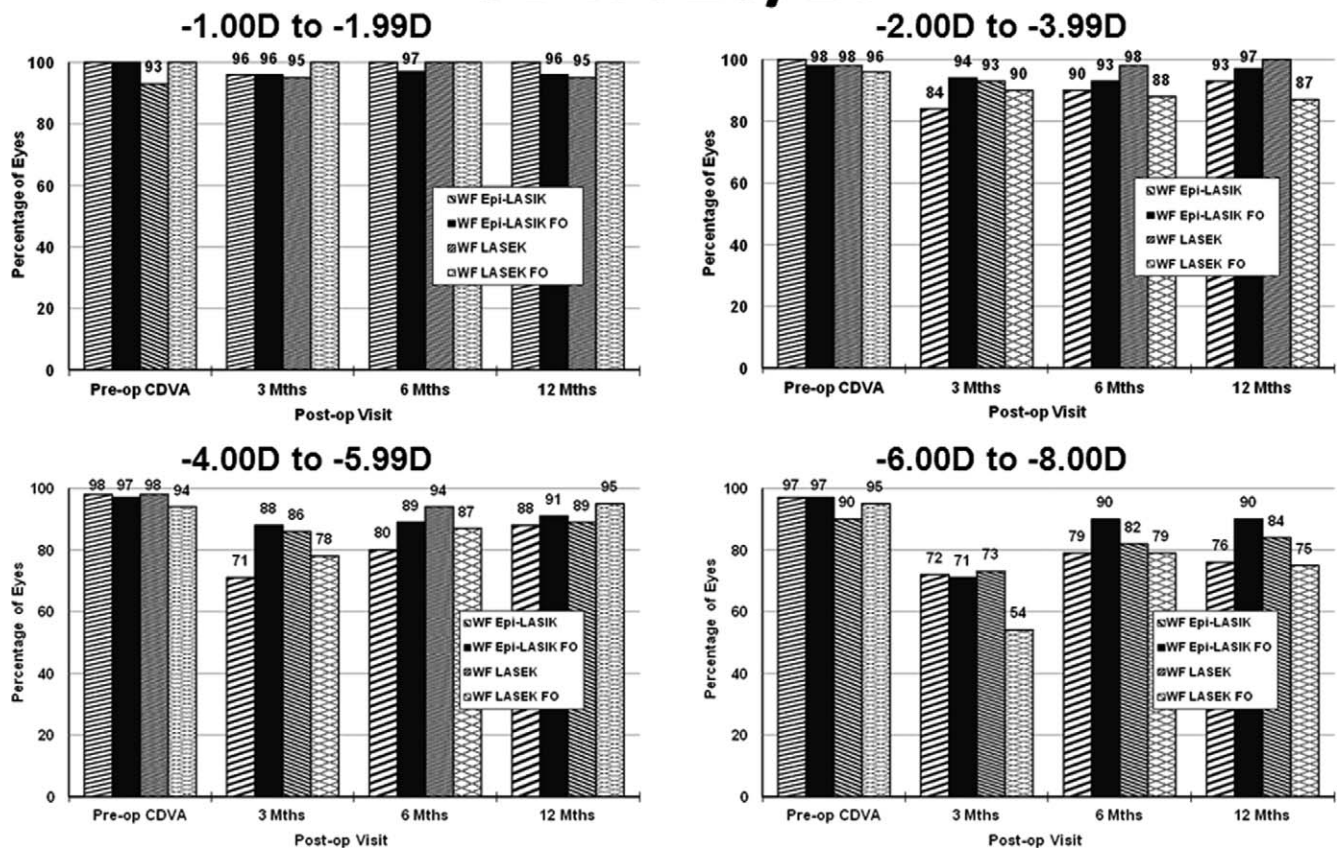 -1.00D to -1.99D
100
80
60
40
20
0
Percentage of Eyes
93
96 96 95
97
96 95
WF Epi-LASIK
WF Epi-LASIK FO
WF LASEK
WF LASEK FO
Pre-op CDVA 3 Mths 6 Mths 12 Mths
Post-op Visit
-2.00D to -3.99D
100
80
60
40
20
0
Percentage of Eyes
98 98 96
84 94 93 90
90 93 98 88
93 97 87
WF Epi-LASIK
WF Epi-LASIK FO
WF LASEK
WF LASEK FO
Pre-op CDVA 3 Mths 6 Mths 12 Mths
Post-op Visit
-4.00D to -5.99D
100
80
60
40
20
0
Percentage of Eyes
98 97 98 94
71 88 86 78
80 89 94 87
88 91 89 95
WF Epi-LASIK
WF Epi-LASIK FO
WF LASEK
WF LASEK FO
Pre-op CDVA 3 Mths 6 Mths 12 Mths
Post-op Visit
-6.00D to -8.00D
100
80
60
40
20
0
Percentage of Eyes
97 97 90 95
72 71 73 54
79 90 82 79
76 90 84 75
WF Epi-LASIK
WF Epi-LASIK FO
WF LASEK
WF LASEK FO
Pre-op CDVA 3 Mths 6 Mths 12 Mths
Post-op Visit